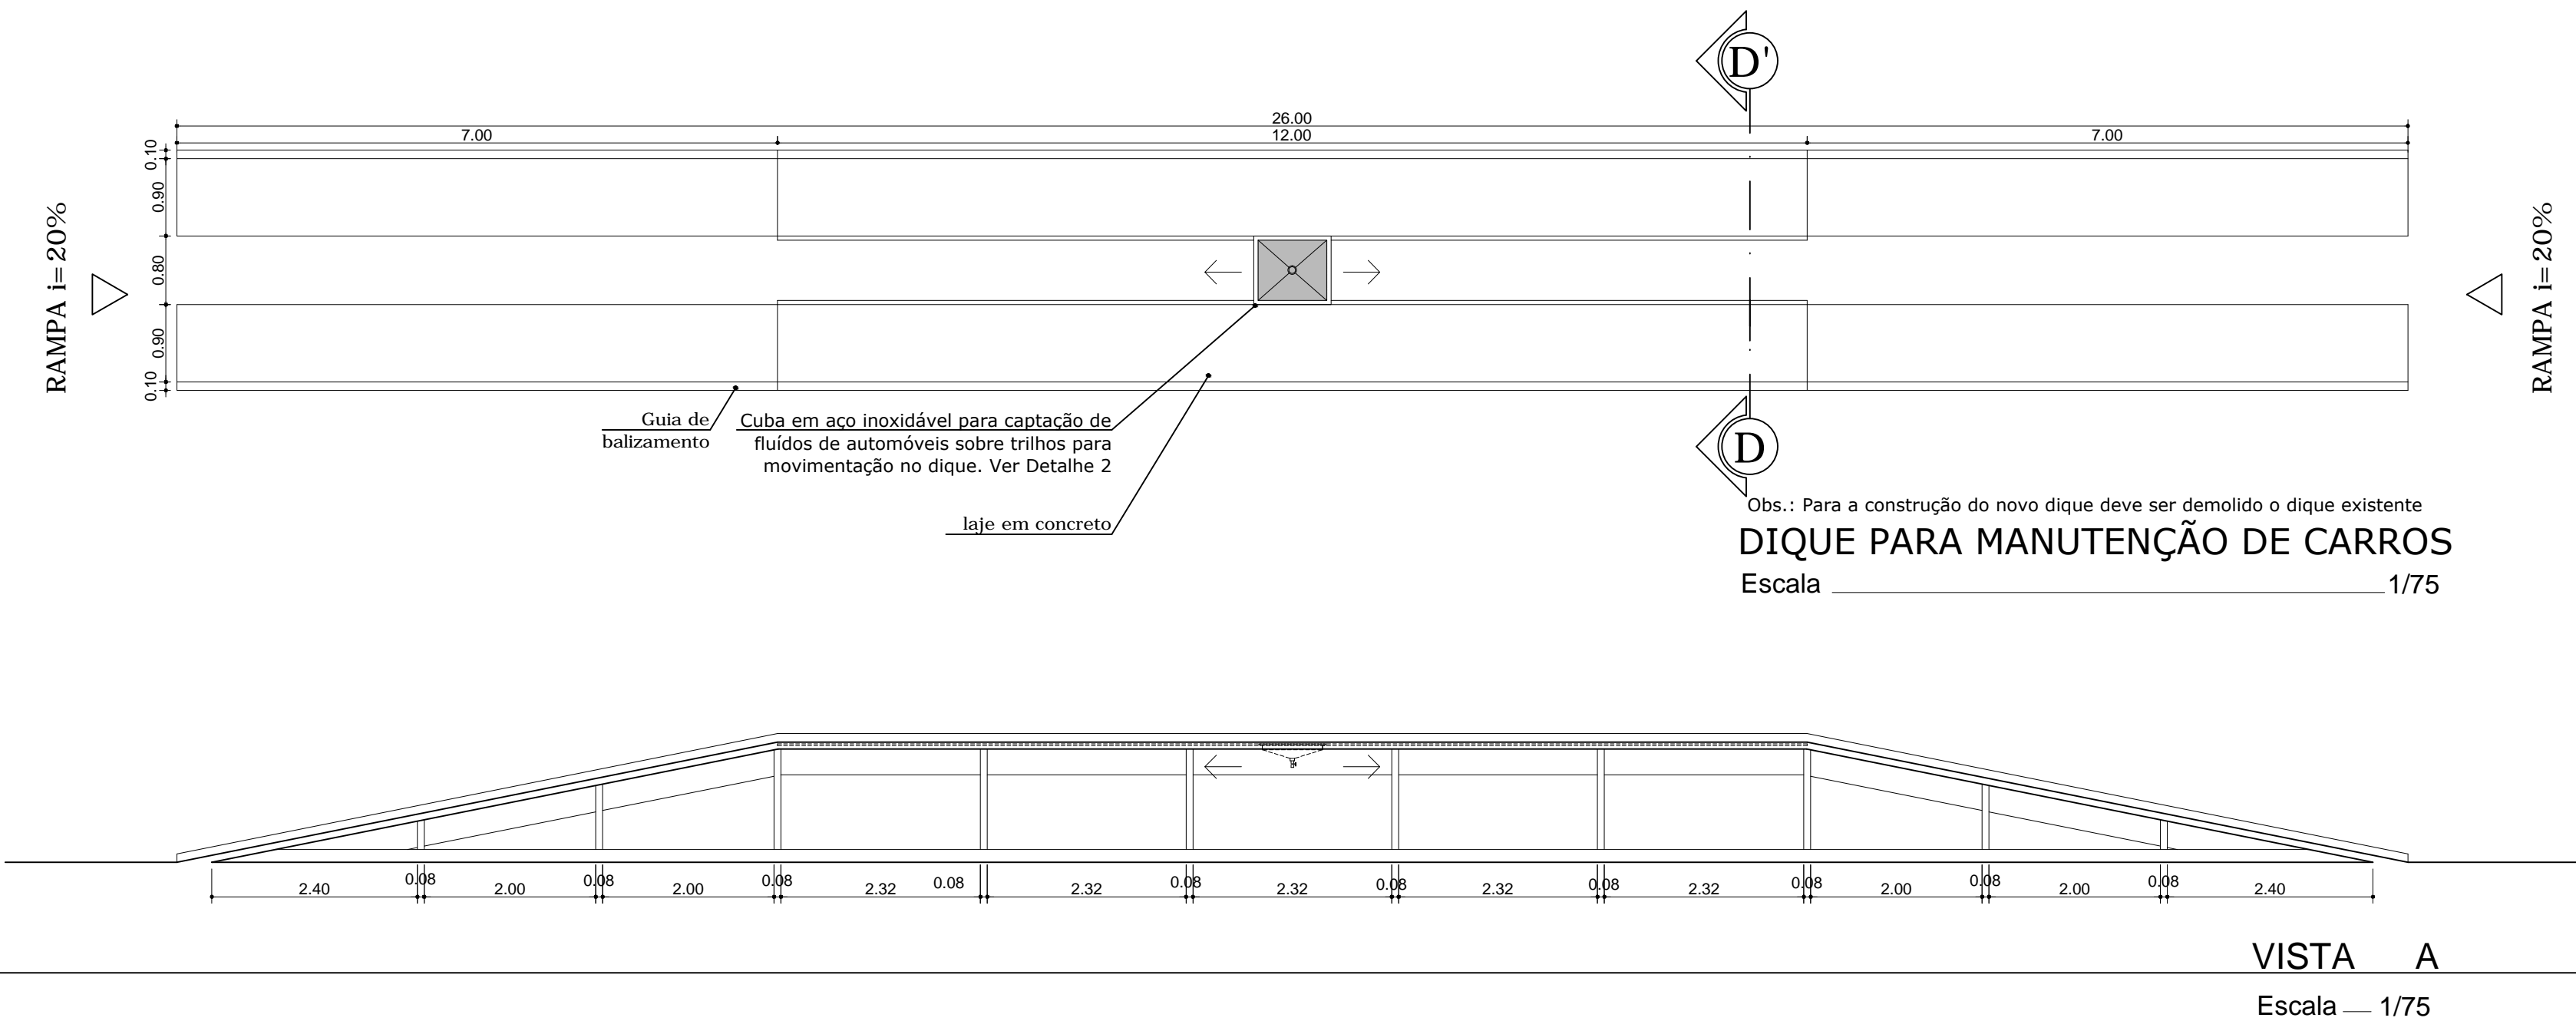 D'
26.00
7.00 12.00 7.00
0.10
0.90
0.80
0.90
0.10
RAMPA i=20%
RAMPA i=20%
Guia de
balizamento
Cuba em aço inoxidável para captação de
fluídos de automóveis sobre trilhos para
movimentação no dique. Ver Detalhe 2
laje em concreto
D
Obs.: Para a construção do novo dique deve ser demolido o dique existente
DIQUE PARA MANUTENÇÃO DE CARROS
Escala 1/75
2.40 0.08 2.00 0.08 2.00 0.08 2.32 0.08 2.32 0.08 2.32 0.08 2.32 0.08 2.32 0.08 2.00 0.08 2.00 0.08 2.40
VISTA A
Escala 1/75